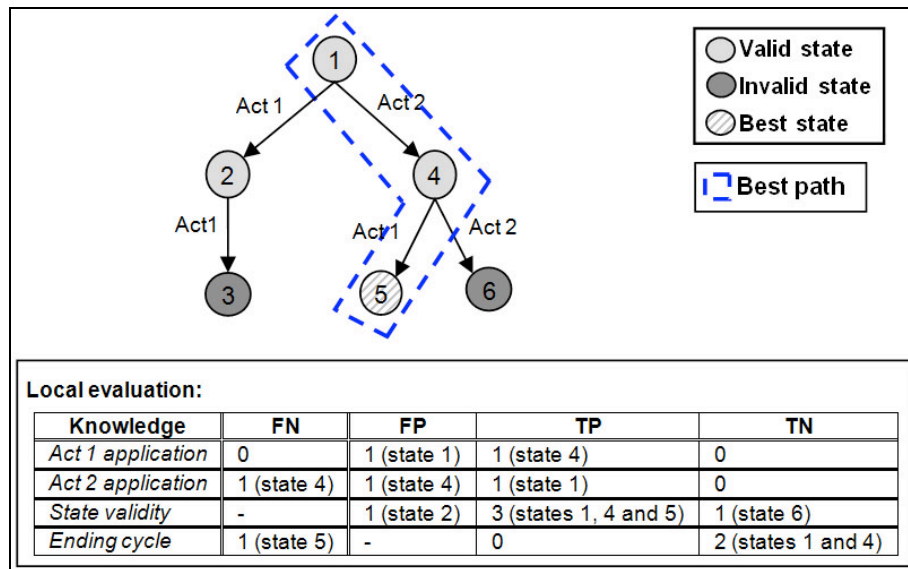 1
Act 1
Act 2
2
4
Act1
Act 1
Act 2
3
5
6
Valid state
Invalid state
Best state
Best path
Local evaluation:
Knowledge FN FP TP TN
Act 1 application 0 1 (state 1) 1 (state 4) 0
Act 2 application 1 (state 4) 1 (state 4) 1 (state 1) 0
State validity - 1 (state 2) 3 (states 1, 4 and 5) 1 (state 6)
Ending cycle 1 (state 5) - 0 2 (states 1 and 4)